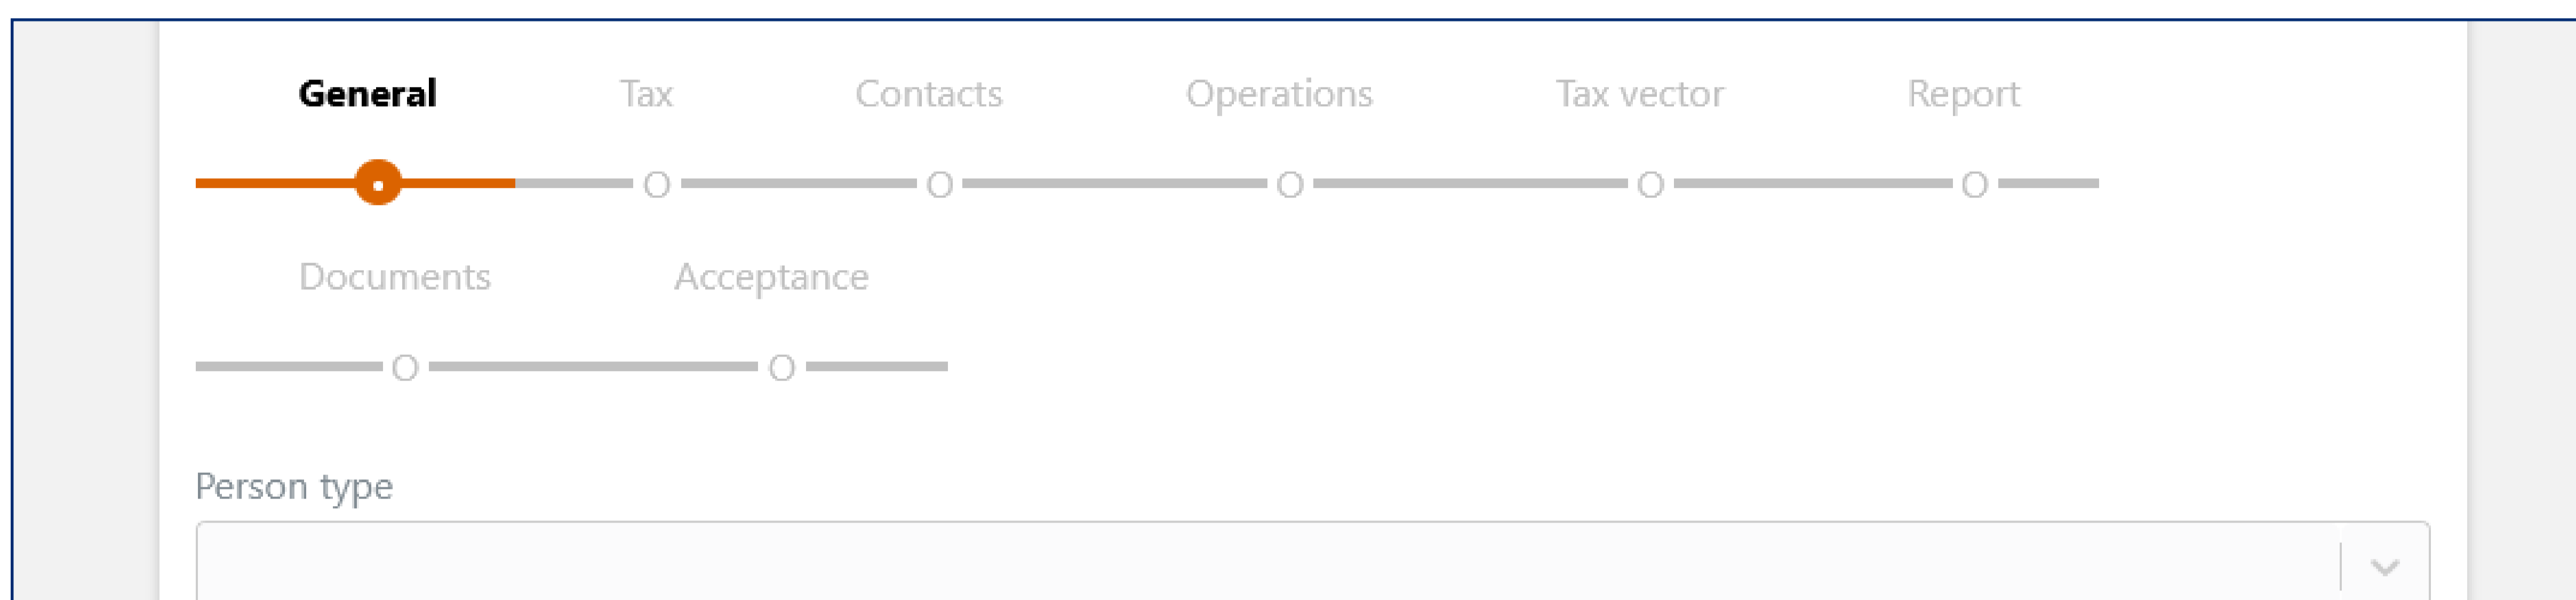 General Tax Contacts Operations Tax vector Report
Documents Acceptance
Person type